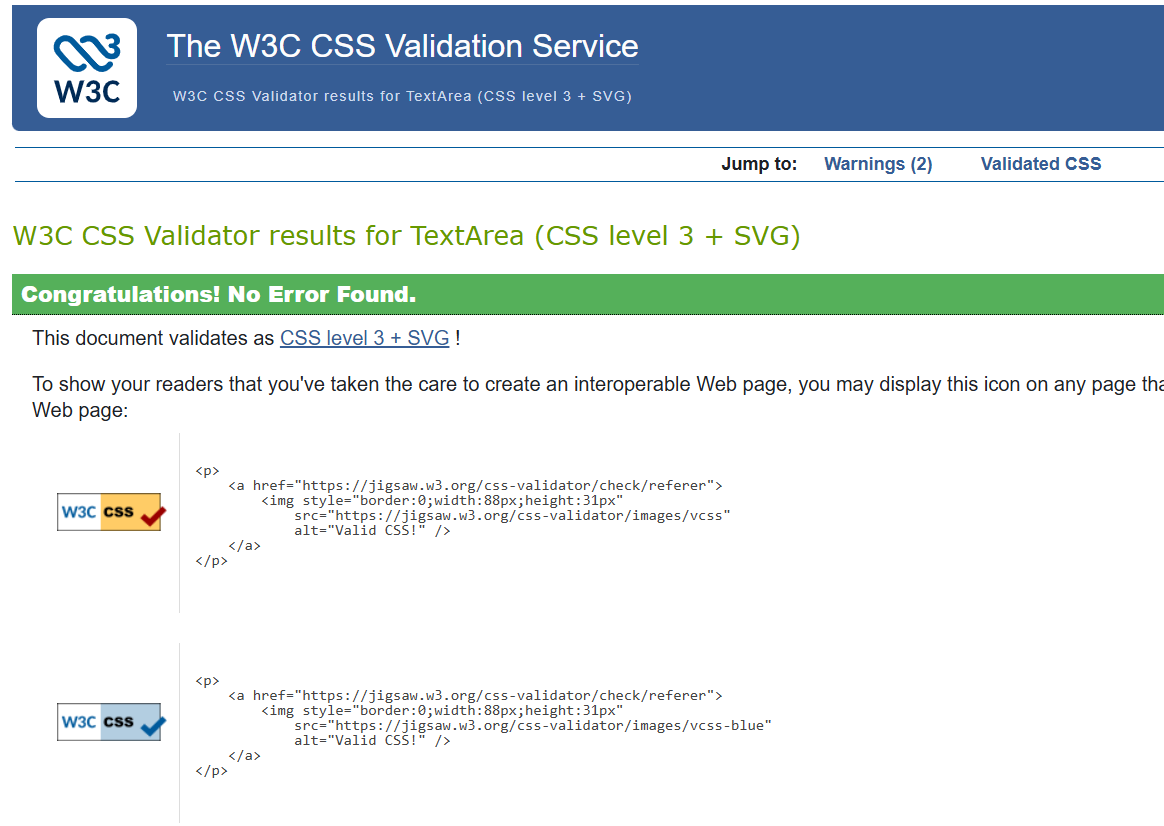 W3C
The W3C CSS Validation Service
W3C CSS Validator results for TextArea (CSS level 3 + SVG)
Jump to: Warnings (2) Validated CSS
W3C CSS Validator results for TextArea (CSS level 3 + SVG)
Congratulations! No Error Found.
This document validates as CSS level 3 + SVG !
To show your readers that you've taken the care to create an interoperable Web page, you may display this icon on any page tha
Web page:
W3C css
<p>
    <a href="https://jigsaw.w3.org/css-validator/check/referer">
        <img style="border:0;width:88px;height:31px"
            src="https://jigsaw.w3.org/css-validator/images/vcss"
            alt="Valid CSS!" />
    </a>
</p>
W3C css
<p>
    <a href="https://jigsaw.w3.org/css-validator/check/referer">
        <img style="border:0;width:88px;height:31px"
            src="https://jigsaw.w3.org/css-validator/images/vcss-blue"
            alt="Valid CSS!" />
    </a>
</p>